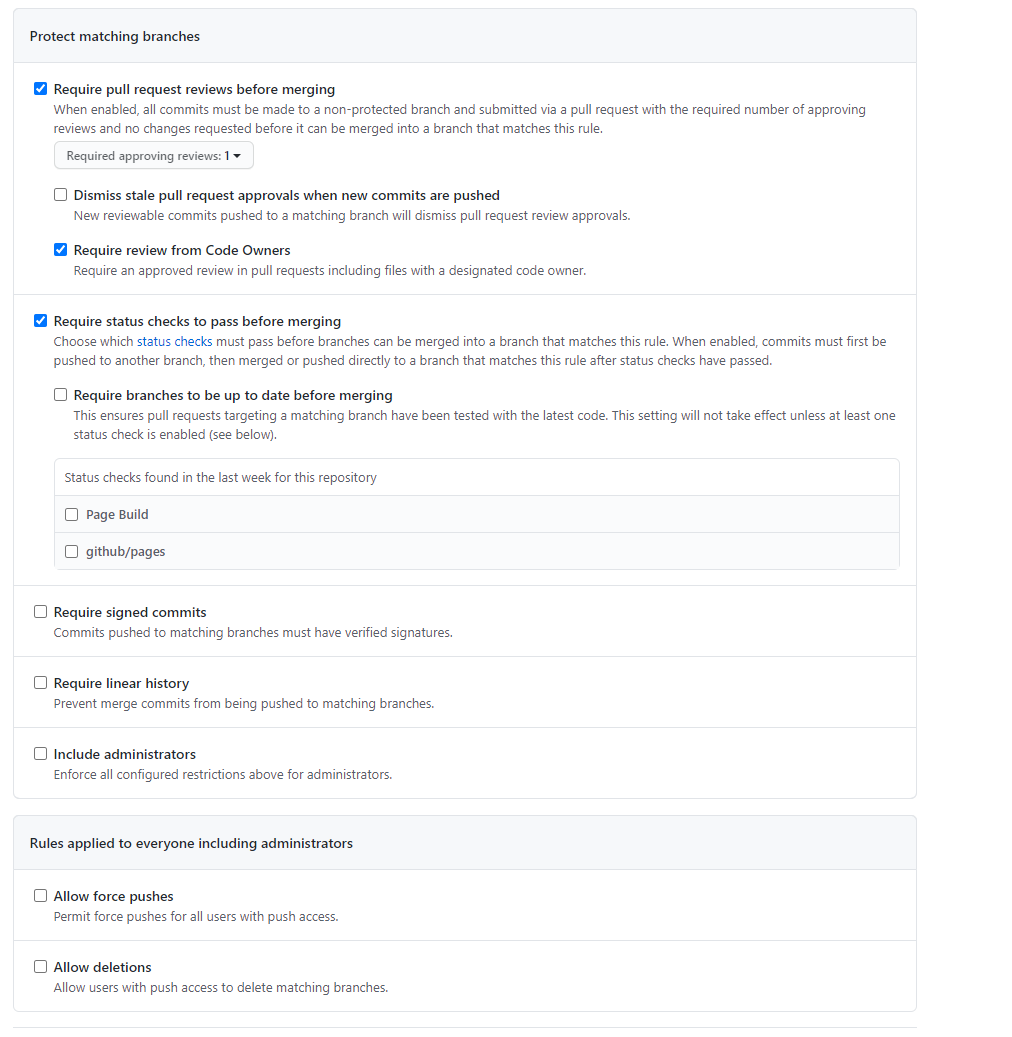 Protect matching branches
Require pull request reviews before merging
When enabled, all commits must be made to a non-protected branch and submitted via a pull request with the required number of approving
reviews and no changes requested before it can be merged into a branch that matches this rule.
Required approving reviews: 1
Dismiss stale pull request approvals when new commits are pushed
New reviewable commits pushed to a matching branch will dismiss pull request review approvals.
Require review from Code Owners
Require an approved review in pull requests including files with a designated code owner.
Require status checks to pass before merging
Choose which status checks must pass before branches can be merged into a branch that matches this rule. When enabled, commits must first be
pushed to another branch, then merged or pushed directly to a branch that matches this rule after status checks have passed.
Require branches to be up to date before merging
This ensures pull requests targeting a matching branch have been tested with the latest code. This setting will not take effect unless at least one
status check is enabled (see below).
Status checks found in the last week for this repository
Page Build
github/pages
Require signed commits
Commits pushed to matching branches must have verified signatures.
Require linear history
Prevent merge commits from being pushed to matching branches.
Include administrators
Enforce all configured restrictions above for administrators.
Rules applied to everyone including administrators
Allow force pushes
Permit force pushes for all users with push access.
Allow deletions
Allow users with push access to delete matching branches.